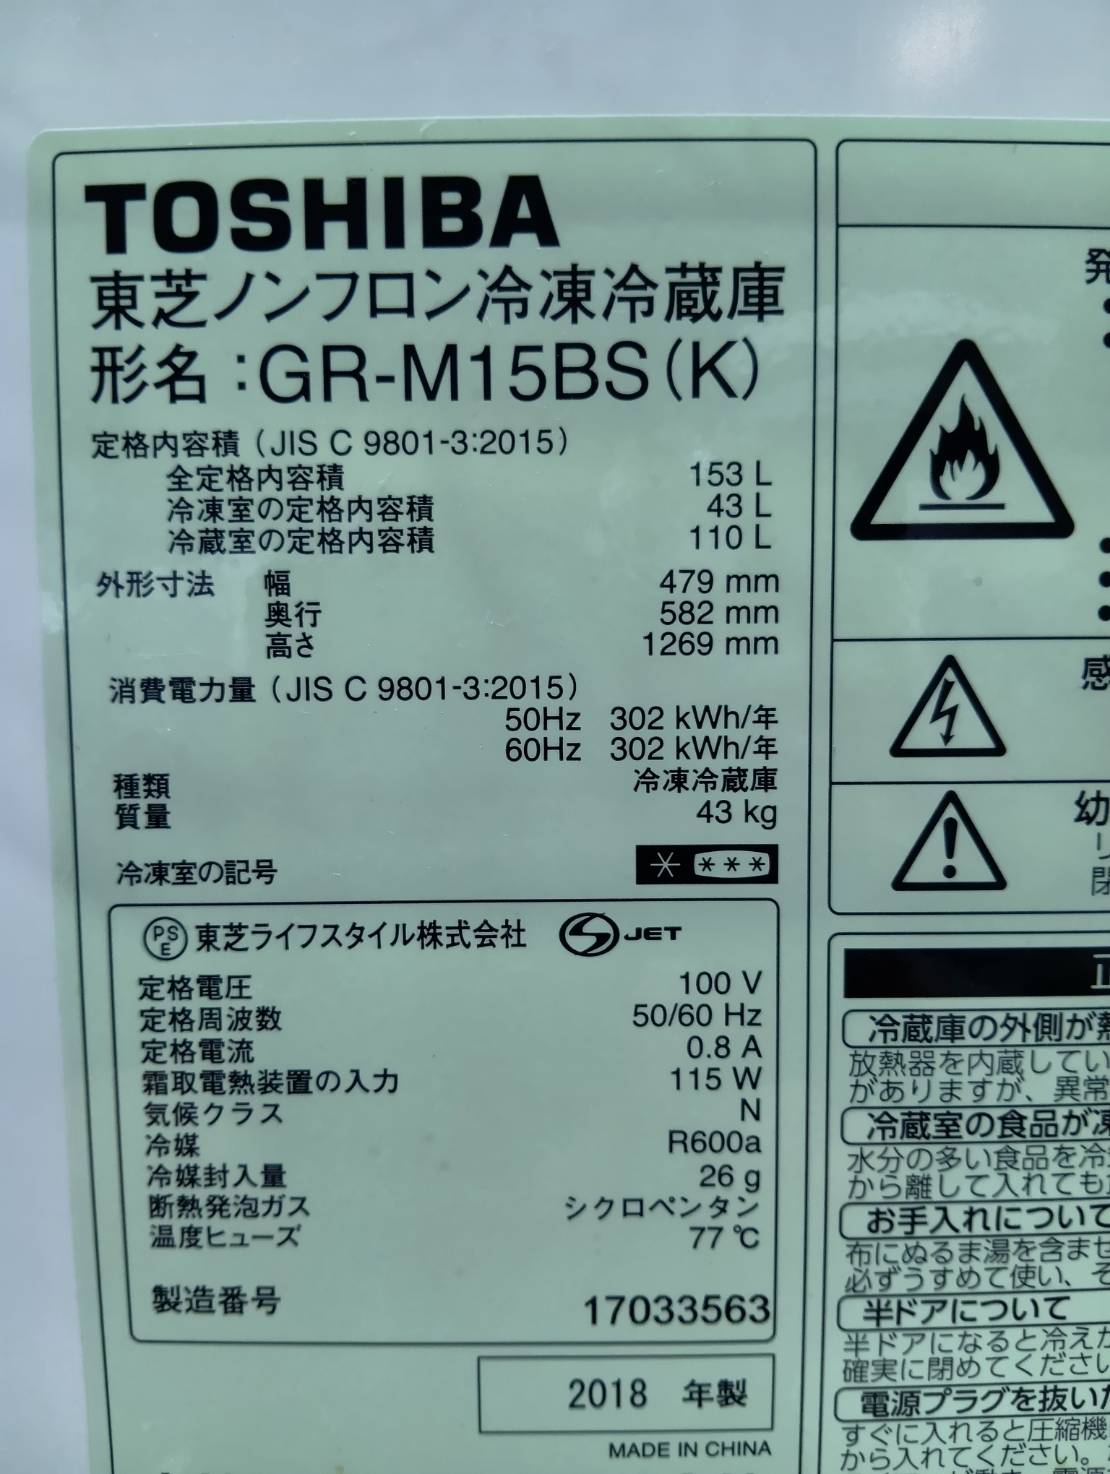 TOSHIBA
東芝ノンフロン冷凍冷蔵庫
形名:GR-M15BS(K)
定格内容積(JIS C 9801-3:2015)
全定格内容積 153 L
冷凍室の定格内容積 43 L
冷蔵室の定格内容積 110 L
外形寸法 幅 479 mm
奥行 582 mm
高さ 1269 mm
消費電力量(JIS C 9801-3:2015)
50Hz 302 kWh/年
60Hz 302 kWh/年
種類 冷凍冷蔵庫
質量 43 kg
冷凍室の記号 * ***
PSE 東芝ライフスタイル株式会社 S JET
定格電圧 100 V
定格周波数 50/60 Hz
定格電流 0.8 A
霜取電熱装置の入力 115 W
気候クラス N
冷媒 R600a
冷媒封入量 26 g
断熱発泡ガス シクロペンタン
温度ヒューズ 77 ℃
製造番号 17033563
2018 年製
MADE IN CHINA
発
感
幼
閉
正
冷蔵庫の外側が熱
放熱器を内蔵してい
がありますが、異常
冷蔵室の食品が凍
水分の多い食品を冷
から離して入れても
お手入れについて
布にぬるま湯を含ませ
必ずうすめて使い、そ
半ドアについて
半ドアになると冷えが
確実に閉めてください
電源プラグを抜いた
すぐに入れると圧縮機
から入れてください。